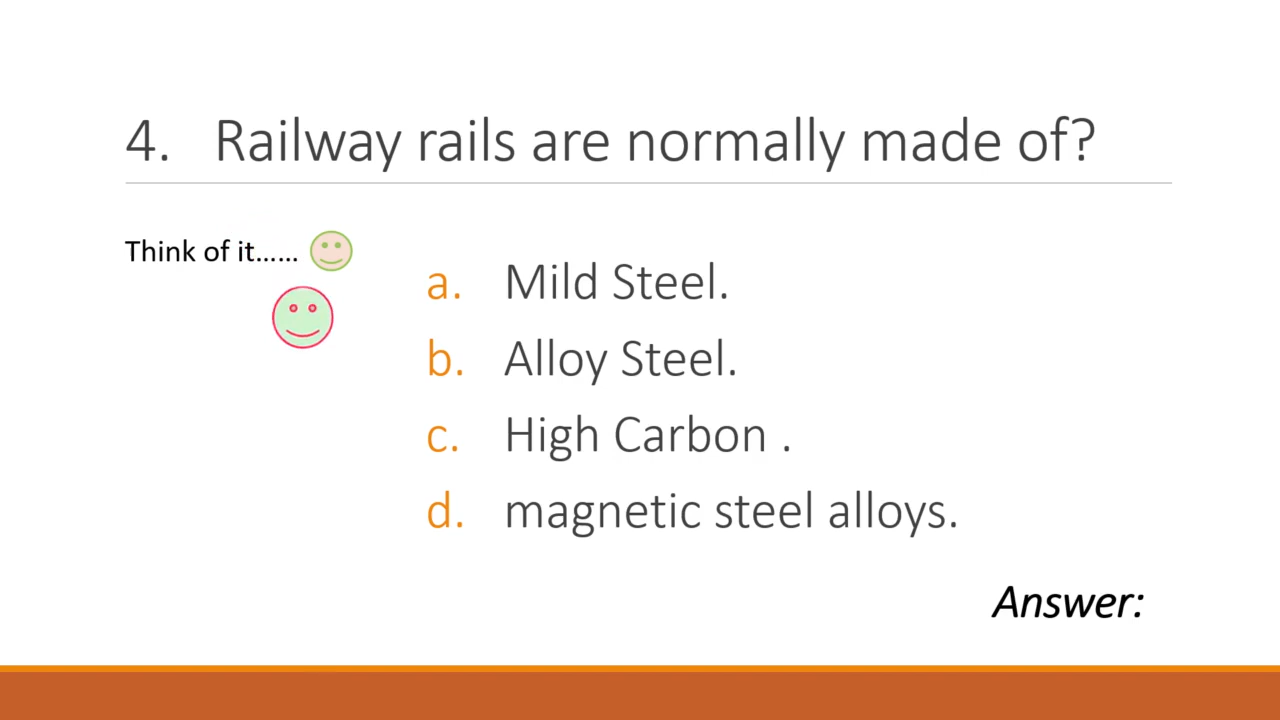 4. Railway rails are normally made of?
Think of it......
a. Mild Steel.
b. Alloy Steel.
c. High Carbon .
d. magnetic steel alloys.
Answer: